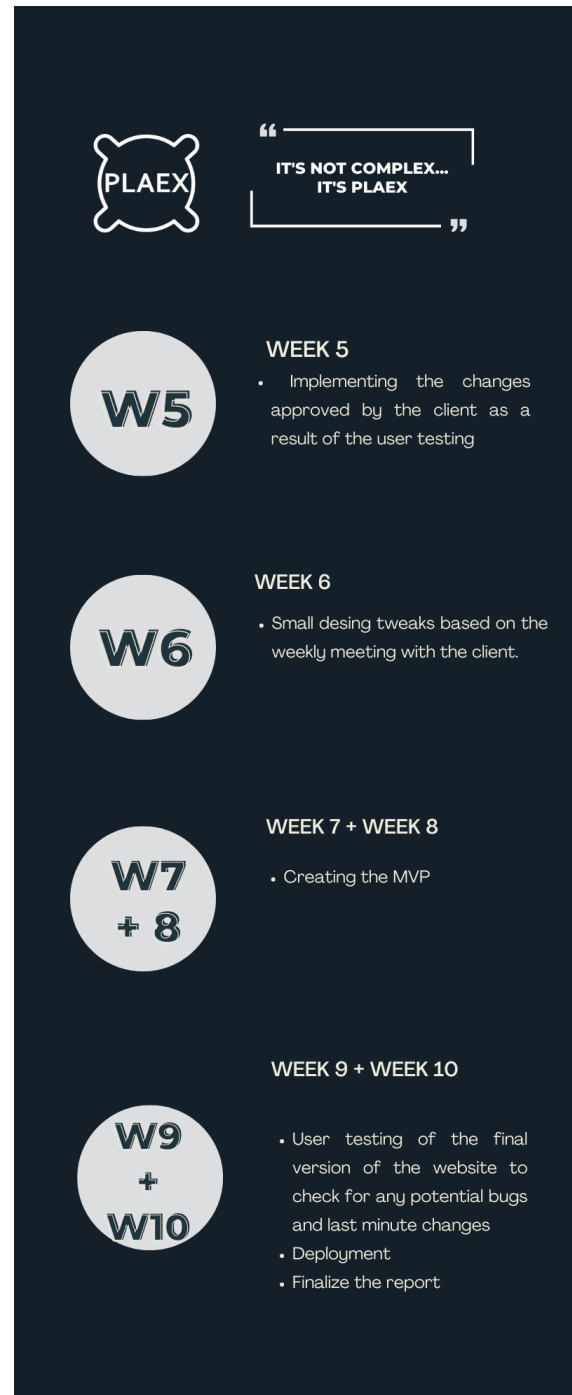 PLAEX
“
IT'S NOT COMPLEX...
IT'S PLAEX
”
W5
WEEK 5
• Implementing the changes
approved by the client as a
result of the user testing
W6
WEEK 6
• Small desing tweaks based on the
weekly meeting with the client.
W7
+ 8
WEEK 7 + WEEK 8
• Creating the MVP
W9
+
W10
WEEK 9 + WEEK 10
• User testing of the final
version of the website to
check for any potential bugs
and last minute changes
• Deployment
• Finalize the report